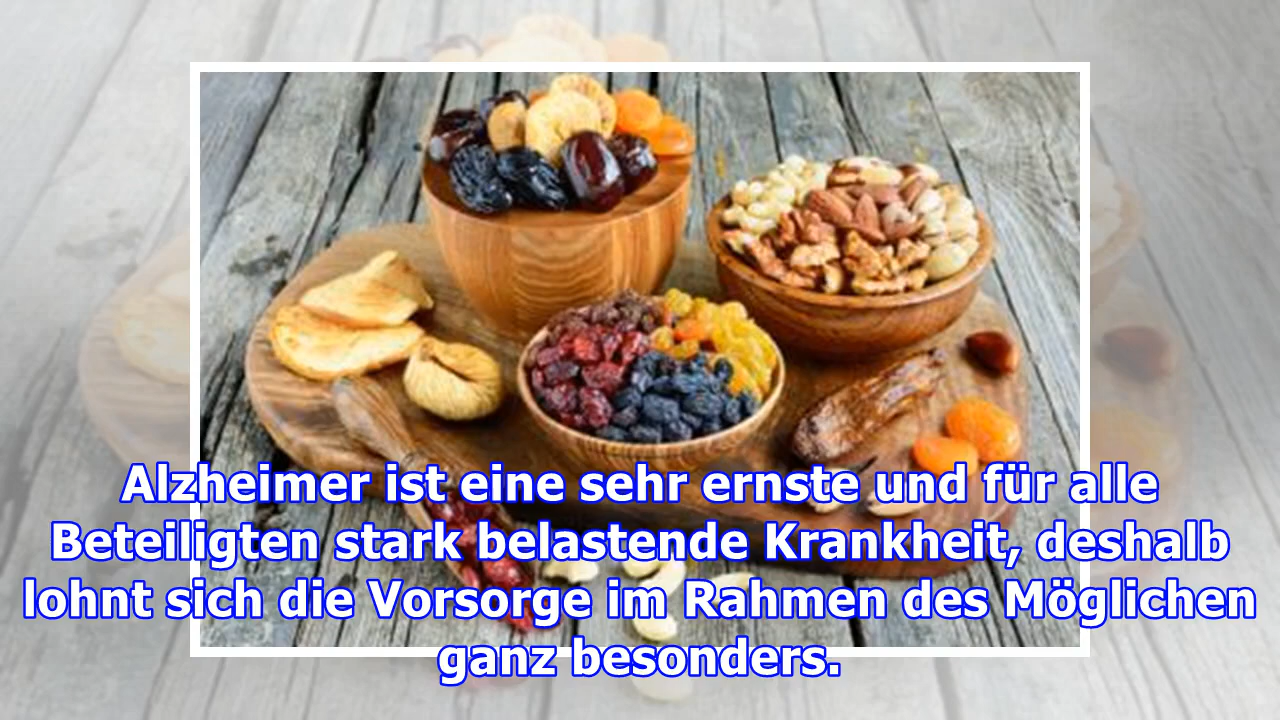 Alzheimer ist eine sehr ernste und für alle
Beteiligten stark belastende Krankheit, deshalb
lohnt sich die Vorsorge im Rahmen des Möglichen
ganz besonders.